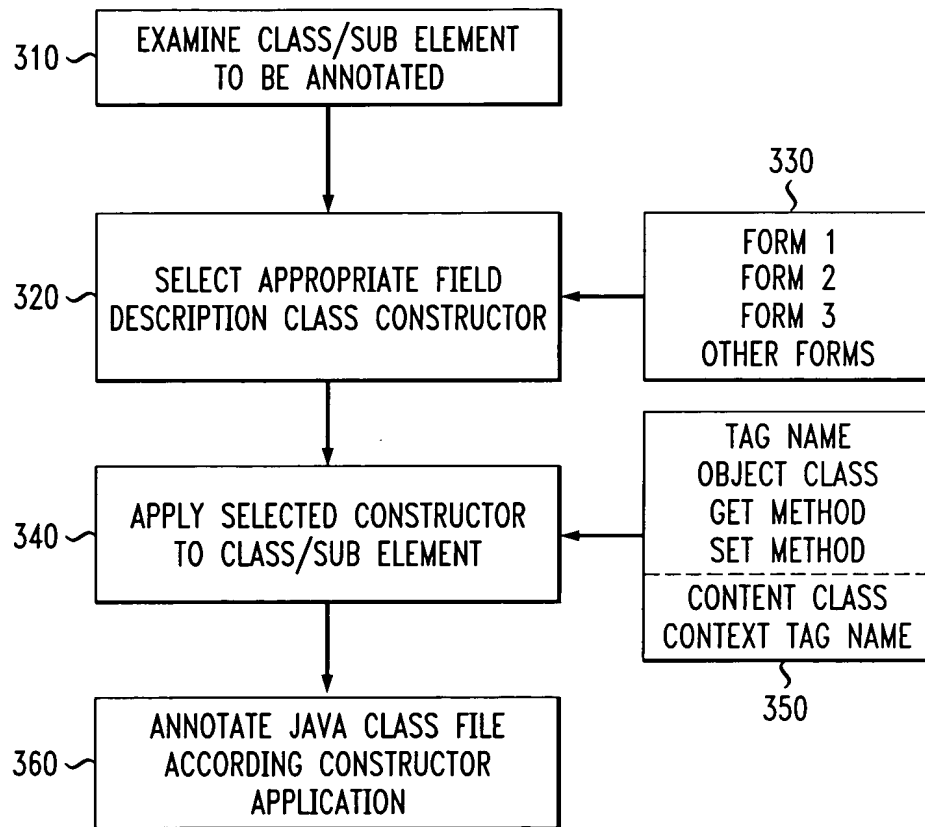 310
EXAMINE CLASS/SUB ELEMENT
TO BE ANNOTATED
330
FORM 1
FORM 2
FORM 3
OTHER FORMS
320
SELECT APPROPRIATE FIELD
DESCRIPTION CLASS CONSTRUCTOR
340
APPLY SELECTED CONSTRUCTOR
TO CLASS/SUB ELEMENT
TAG NAME
OBJECT CLASS
GET METHOD
SET METHOD
CONTENT CLASS
CONTEXT TAG NAME
350
360
ANNOTATE JAVA CLASS FILE
ACCORDING CONSTRUCTOR
APPLICATION